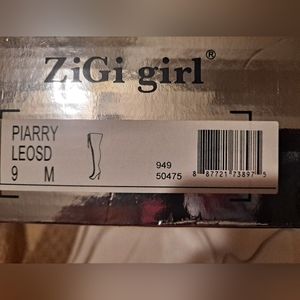 ZiGi girl®
PIARRY
LEOSD
9 M
949
50475
8 87721 73897 5